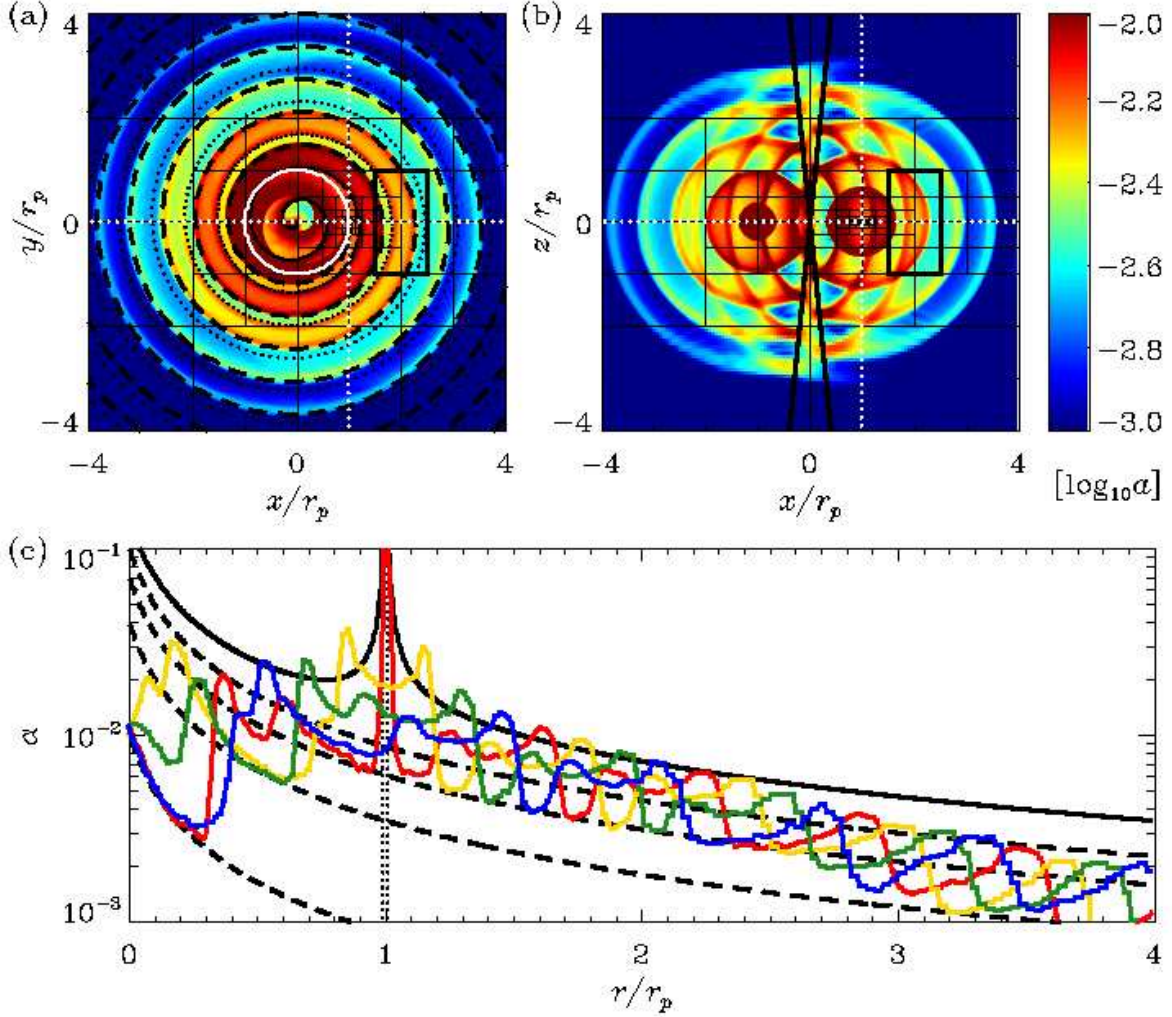 (a)
(b)
4
0
−4
y/rₚ
−4
0
4
x/rₚ
4
0
−4
z/rₚ
−4
0
4
x/rₚ
−2.0
−2.2
−2.4
−2.6
−2.8
−3.0
[log₁₀α]
(c)
10⁻¹
10⁻²
10⁻³
α
0
1
2
3
4
r/rₚ